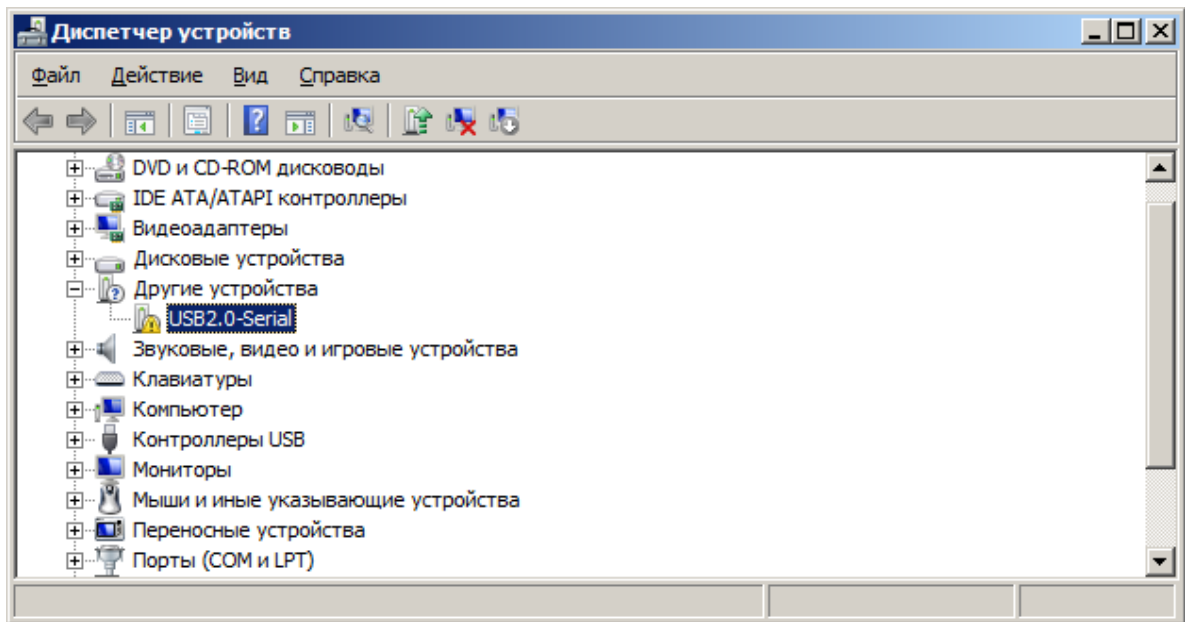 Диспетчер устройств
Файл Действие Вид Справка
DVD и CD-ROM дисководы
IDE ATA/ATAPI контроллеры
Видеоадаптеры
Дисковые устройства
Другие устройства
USB2.0-Serial
Звуковые, видео и игровые устройства
Клавиатуры
Компьютер
Контроллеры USB
Мониторы
Мыши и иные указывающие устройства
Переносные устройства
Порты (COM и LPT)